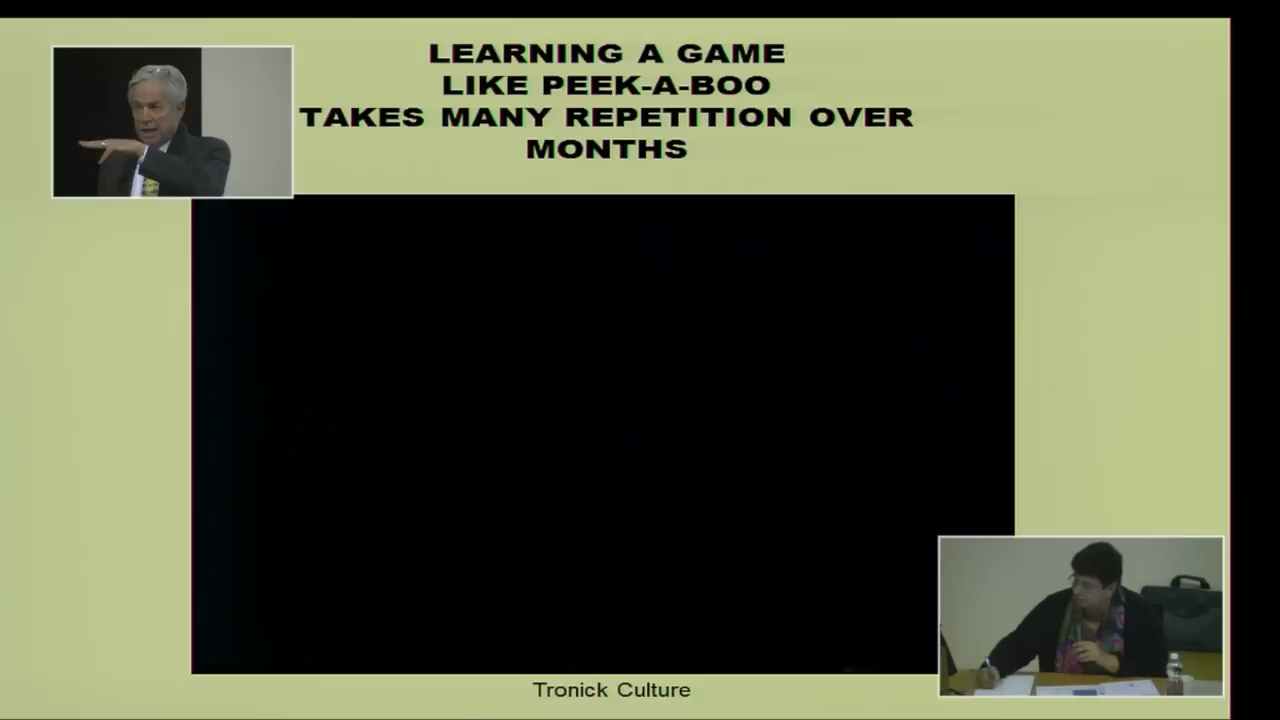 LEARNING A GAME
LIKE PEEK-A-BOO
TAKES MANY REPETITION OVER
MONTHS
Tronick Culture